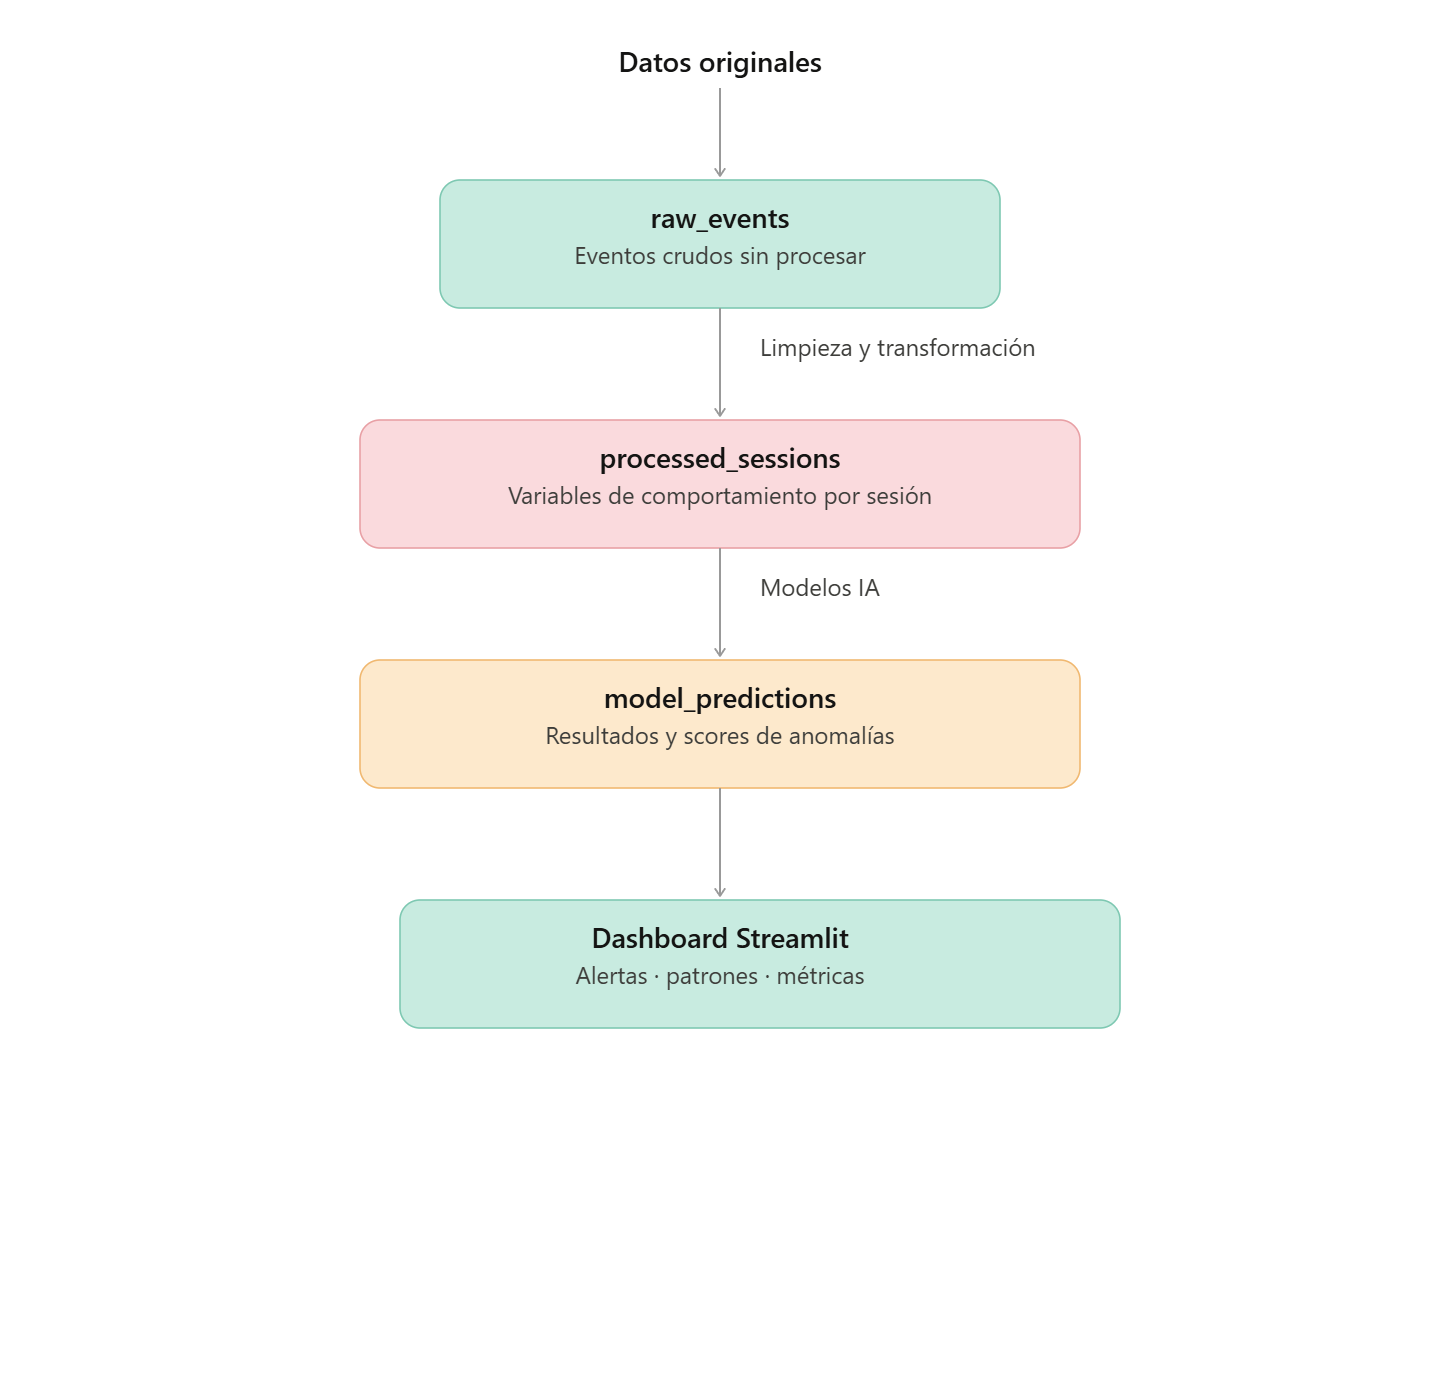 Datos originales
raw_events
Eventos crudos sin procesar
Limpieza y transformación
processed_sessions
Variables de comportamiento por sesión
Modelos IA
model_predictions
Resultados y scores de anomalías
Dashboard Streamlit
Alertas · patrones · métricas